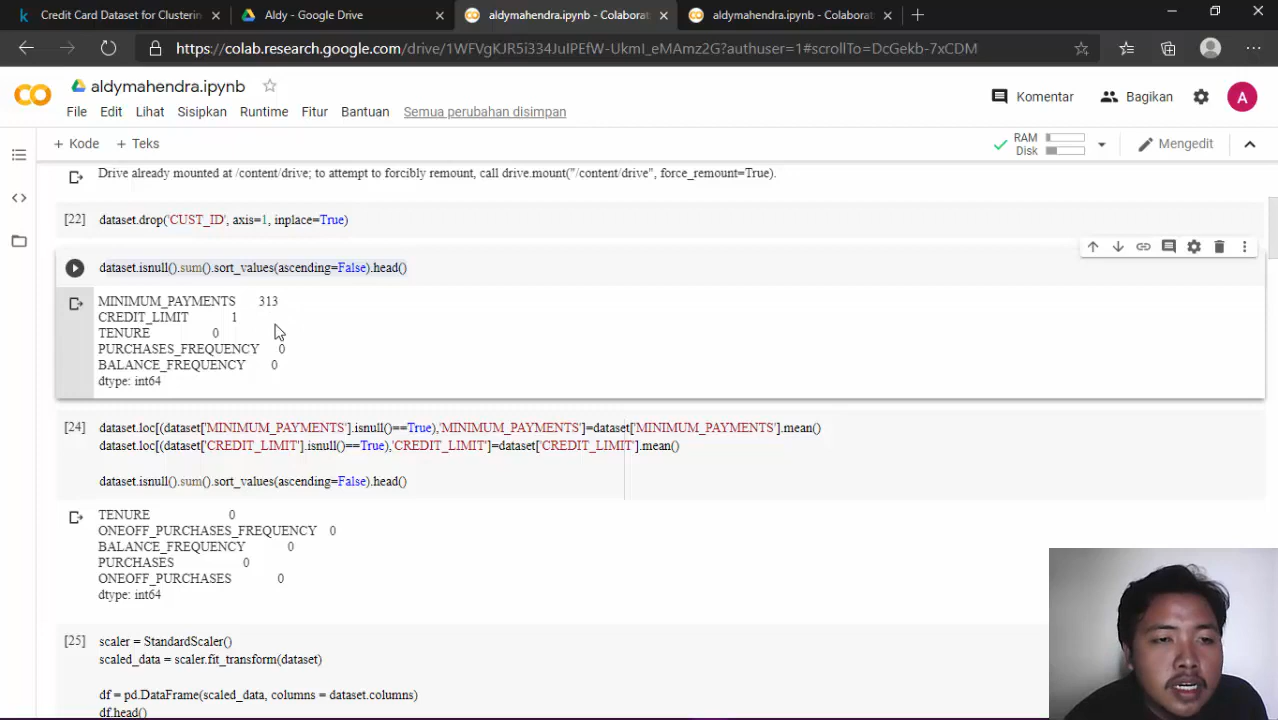 Credit Card Dataset for Clusterin
Aldy - Google Drive
aldymahendra.ipynb - Colaborat
aldymahendra.ipynb - Colaborat
https://colab.research.google.com/drive/1WFVgKJR5i334JulPEfW-UkmI_eMAmz2G?authuser=1#scrollTo=DcGekb-7xCDM
aldymahendra.ipynb
Komentar
Bagikan
A
File Edit Lihat Sisipkan Runtime Fitur Bantuan Semua perubahan disimpan
+ Kode + Teks
RAM
Disk
Mengedit
Drive already mounted at /content/drive; to attempt to forcibly remount, call drive.mount("/content/drive", force_remount=True).
[22] dataset.drop('CUST_ID', axis=1, inplace=True)
dataset.isnull().sum().sort_values(ascending=False).head()
MINIMUM_PAYMENTS 313
CREDIT_LIMIT 1
TENURE 0
PURCHASES_FREQUENCY 0
BALANCE_FREQUENCY 0
dtype: int64
[24] dataset.loc[(dataset['MINIMUM_PAYMENTS'].isnull()==True),'MINIMUM_PAYMENTS']=dataset['MINIMUM_PAYMENTS'].mean()
dataset.loc[(dataset['CREDIT_LIMIT'].isnull()==True),'CREDIT_LIMIT']=dataset['CREDIT_LIMIT'].mean()
dataset.isnull().sum().sort_values(ascending=False).head()
TENURE 0
ONEOFF_PURCHASES_FREQUENCY 0
BALANCE_FREQUENCY 0
PURCHASES 0
ONEOFF_PURCHASES 0
dtype: int64
[25] scaler = StandardScaler()
scaled_data = scaler.fit_transform(dataset)
df = pd.DataFrame(scaled_data, columns = dataset.columns)
df.head()